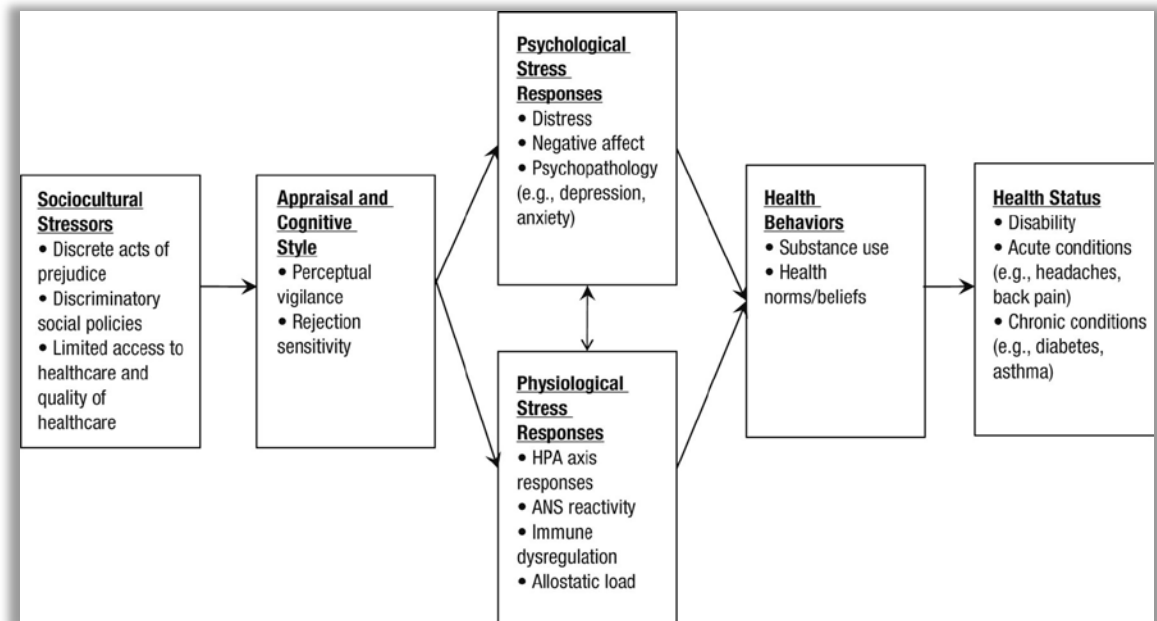 Sociocultural
Stressors
• Discrete acts of
prejudice
• Discriminatory
social policies
• Limited access to
healthcare and
quality of
healthcare
Appraisal and
Cognitive
Style
• Perceptual
vigilance
• Rejection
sensitivity
Psychological
Stress
Responses
• Distress
• Negative affect
• Psychopathology
(e.g., depression,
anxiety)
Physiological
Stress
Responses
• HPA axis
responses
• ANS reactivity
• Immune
dysregulation
• Allostatic load
Health
Behaviors
• Substance use
• Health
norms/beliefs
Health Status
• Disability
• Acute conditions
(e.g., headaches,
back pain)
• Chronic conditions
(e.g., diabetes,
asthma)